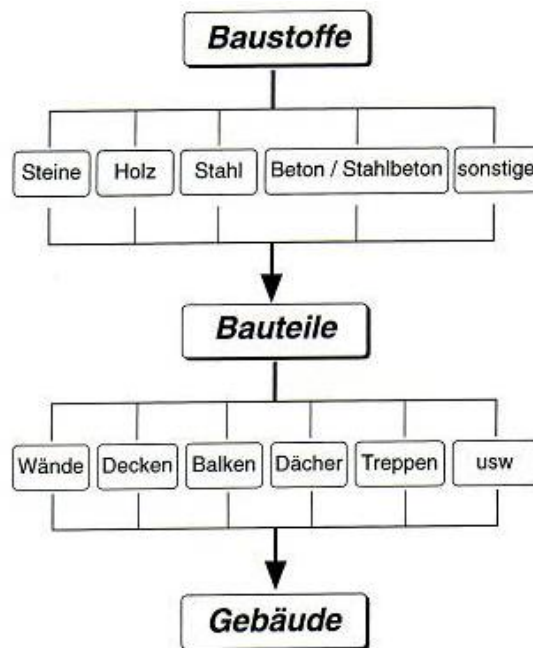 Baustoffe
Steine Holz Stahl Beton / Stahlbeton sonstige
Bauteile
Wände Decken Balken Dächer Treppen usw
Gebäude